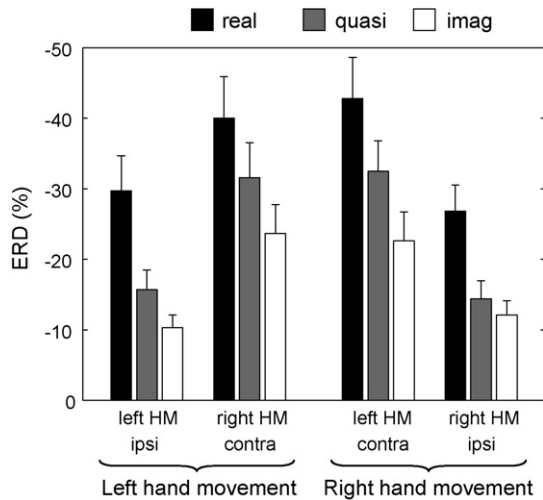 real quasi imag
-50
-40
-30
-20
-10
0
ERD (%)
left HM right HM left HM right HM
ipsi contra contra ipsi
Left hand movement Right hand movement